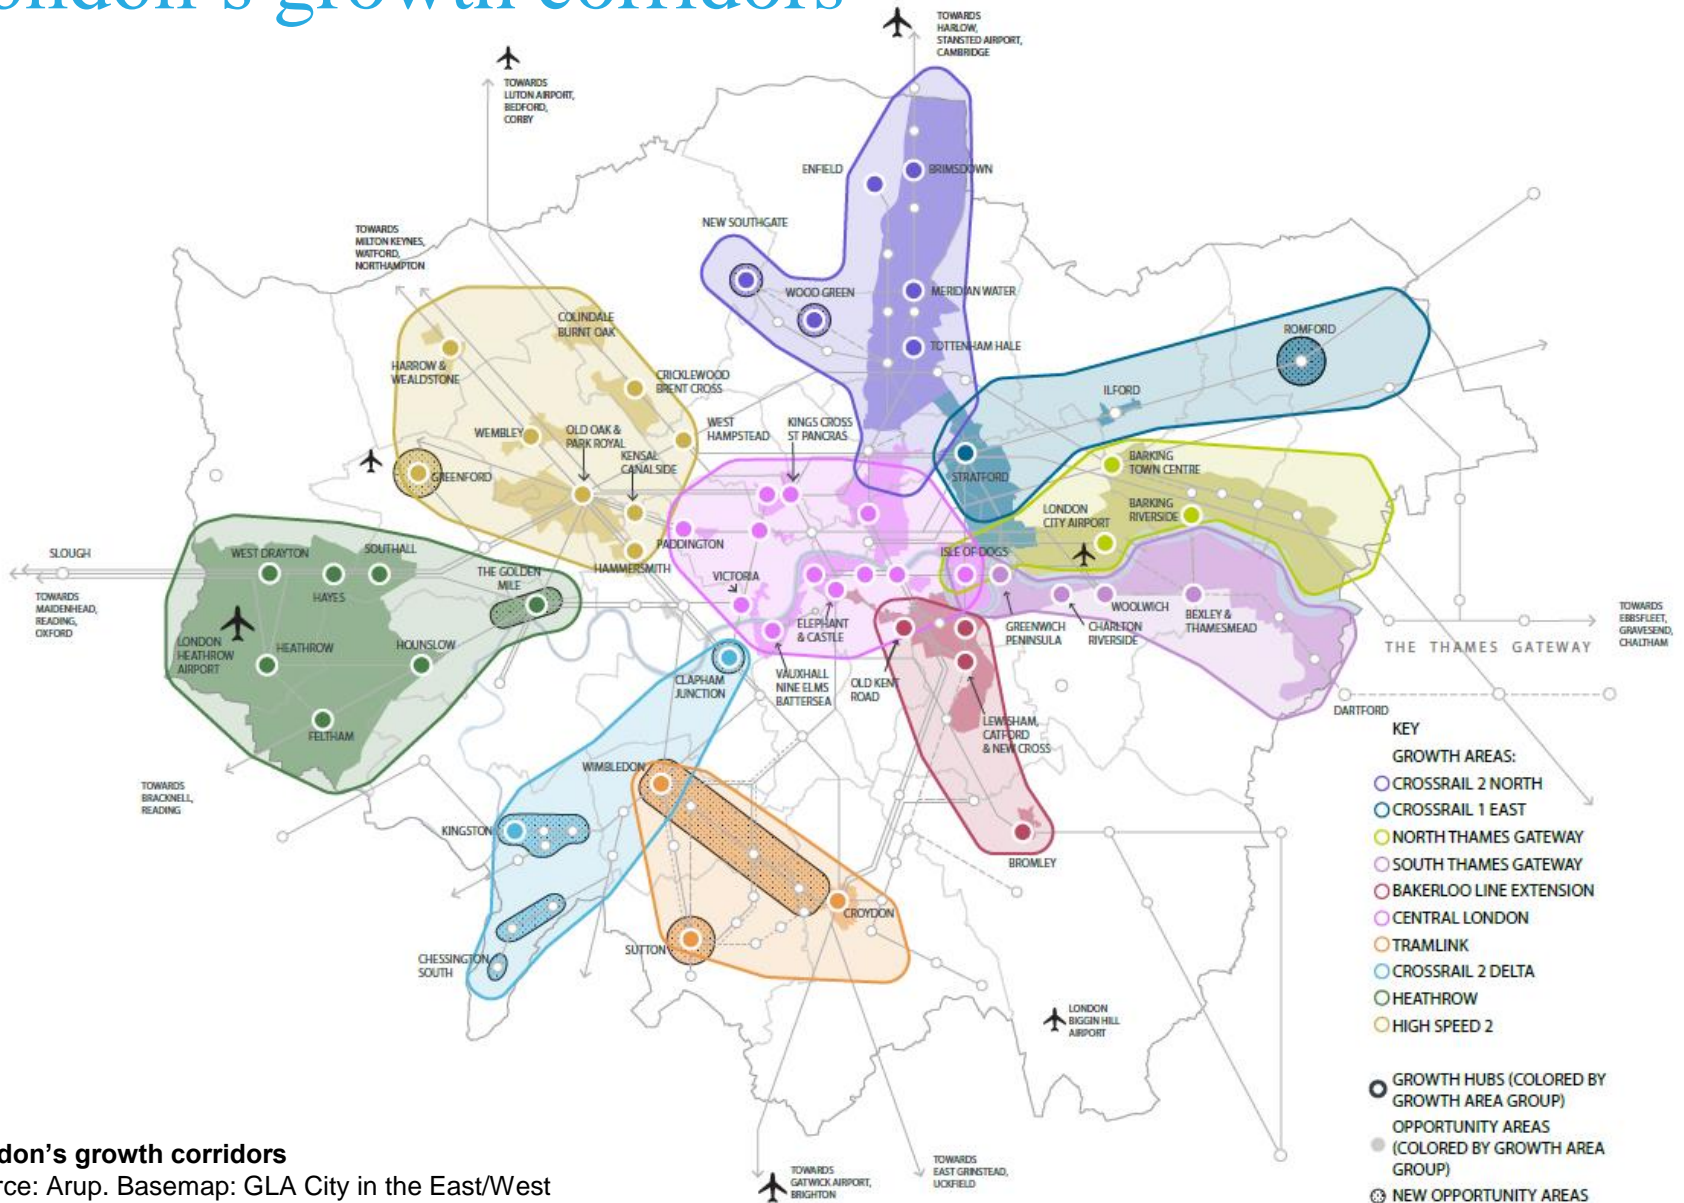 ondon's growth corridors
TOWARDS
HARLOW,
STANSTED AIRPORT,
CAMBRIDGE
TOWARDS
LUTON AIRPORT,
BEDFORD,
CORBY
TOWARDS
MILTON KEYNES,
WATFORD,
NORTHAMPTON
ENFIELD
BRIMSDOWN
NEW SOUTHGATE
WOOD GREEN
MERIDIAN WATER
TOTTENHAM HALE
COLINDALE
BURNT OAK
HARROW &
WEALDSTONE
CRICKLEWOOD
BRENT CROSS
WEMBLEY
OLD OAK &
PARK ROYAL
KENSAL
CANALSIDE
WEST
HAMPSTEAD
KINGS CROSS
ST PANCRAS
GREENFORD
HAMMERSMITH
ROMFORD
ILFORD
STRATFORD
BARKING
TOWN CENTRE
BARKING
RIVERSIDE
LONDON
CITY AIRPORT
PADDINGTON
VICTORIA
ISLE OF DOGS
ELEPHANT
& CASTLE
VAUXHALL
NINE ELMS
BATTERSEA
OLD KENT
ROAD
GREENWICH
PENINSULA
CHARLTON
RIVERSIDE
WOOLWICH
BEXLEY &
THAMESMEAD
SLOUGH
TOWARDS
MAIDENHEAD,
READING,
OXFORD
WEST DRAYTON
SOUTHALL
HAYES
THE GOLDEN
MILE
LONDON
HEATHROW
AIRPORT
HEATHROW
HOUNSLOW
FELTHAM
TOWARDS
BRACKNELL,
READING
CLAPHAM
JUNCTION
WIMBLEDON
KINGSTON
CHESSINGTON
SOUTH
SUTTON
CROYDON
LEWISHAM,
CATFORD
& NEW CROSS
BROMLEY
THE THAMES GATEWAY
TOWARDS
EBBSFLEET,
GRAVESEND,
CHALTHAM
DARTFORD
LONDON
BIGGIN HILL
AIRPORT
TOWARDS
GATWICK AIRPORT,
BRIGHTON
TOWARDS
EAST GRINSTEAD,
UCKFIELD
KEY
GROWTH AREAS:
CROSSRAIL 2 NORTH
CROSSRAIL 1 EAST
NORTH THAMES GATEWAY
SOUTH THAMES GATEWAY
BAKERLOO LINE EXTENSION
CENTRAL LONDON
TRAMLINK
CROSSRAIL 2 DELTA
HEATHROW
HIGH SPEED 2
GROWTH HUBS (COLORED BY
GROWTH AREA GROUP)
OPPORTUNITY AREAS
(COLORED BY GROWTH AREA
GROUP)
NEW OPPORTUNITY AREAS
don's growth corridors
rce: Arup. Basemap: GLA City in the East/West